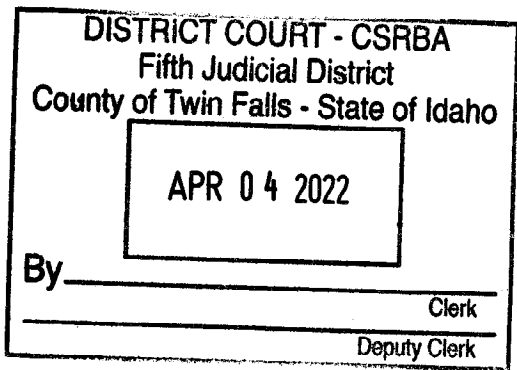 DISTRICT COURT - CSRBA
Fifth Judicial District
County of Twin Falls - State of Idaho
APR 04 2022
By
Clerk
Deputy Clerk